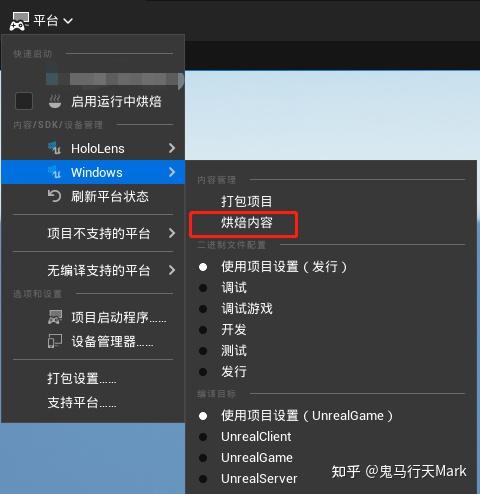 平台
快速启动
启用运行中烘焙
内容/SDK/设备管理
HoloLens
Windows
刷新平台状态
项目不支持的平台
无编译支持的平台
选项和设置
项目启动程序……
设备管理器……
打包设置……
支持平台……
内容管理
打包项目
烘焙内容
二进制文件配置
使用项目设置（发行）
调试
调试游戏
开发
测试
发行
编译目标
使用项目设置（UnrealGame）
UnrealClient
UnrealGame
UnrealServer
知乎 @鬼马行天Mark